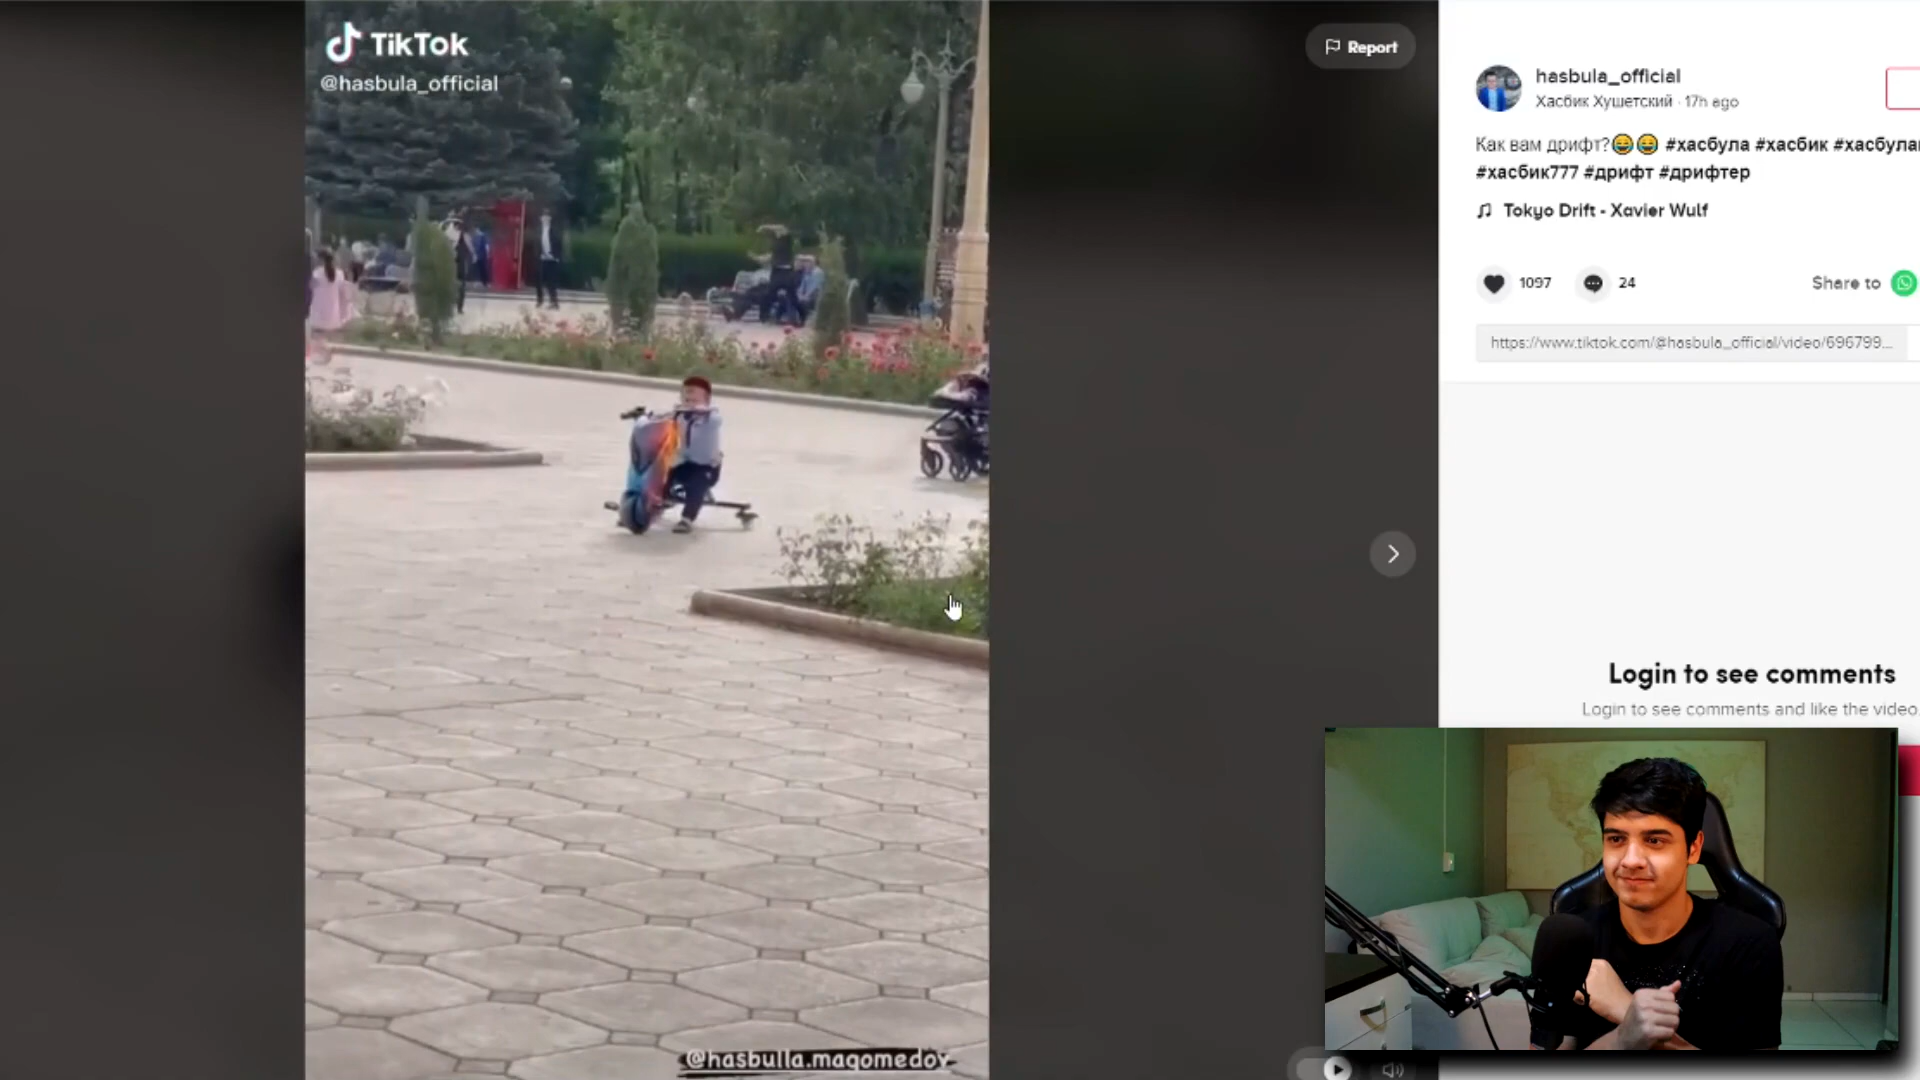 TikTok
@hasbula_official
Report
hasbula_official
Хасбик Хушетский · 17h ago
Как вам дрифт?😂😂 #хасбула #хасбик
#хасбик777 #дрифт #дрифтер
Tokyo Drift - Xavier Wulf
1097
24
Share to
https://www.tiktok.com/@hasbula_official/video/696799...
Login to see comments
Login to see comments and like the video
@hasbulla.magomedov